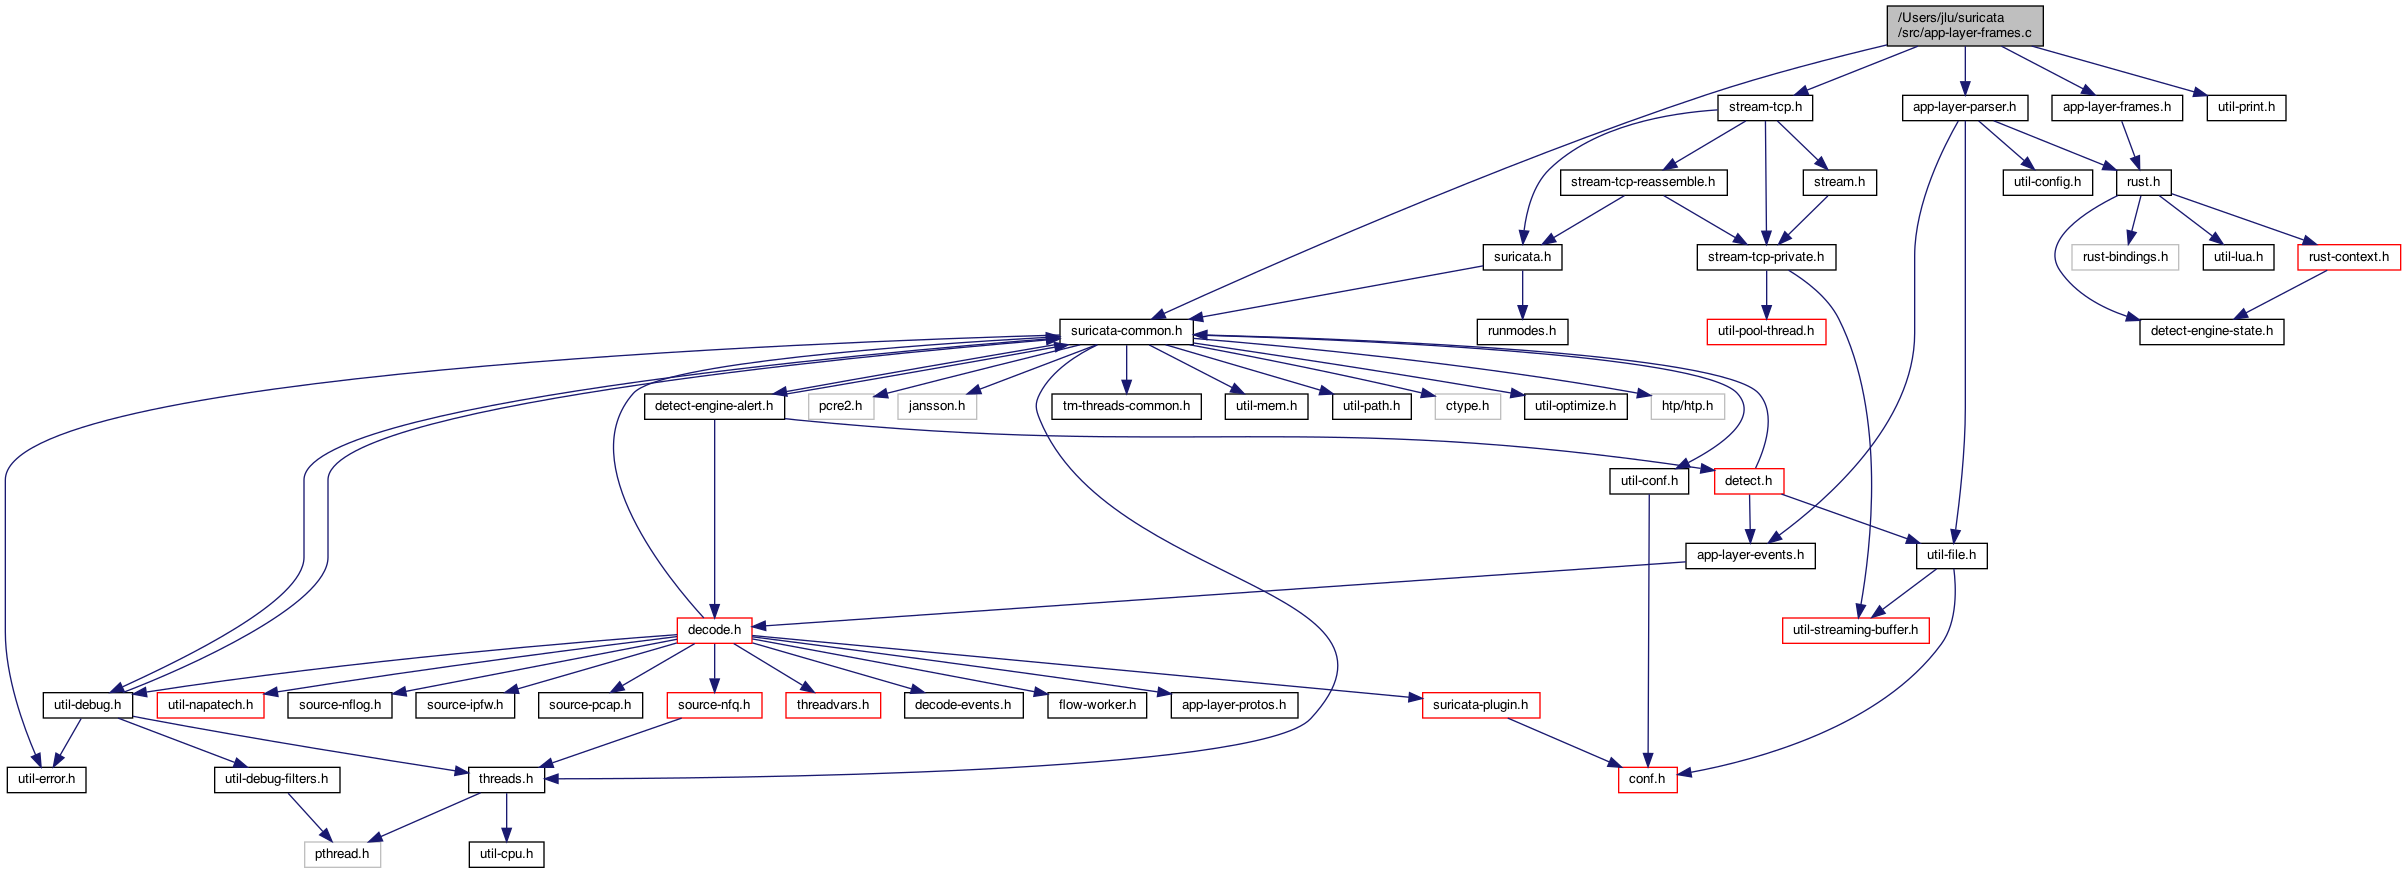 /Users/jlu/suricata
/src/app-layer-frames.c
stream-tcp.h
app-layer-parser.h
app-layer-frames.h
util-print.h
stream-tcp-reassemble.h
stream.h
util-config.h
rust.h
suricata.h
stream-tcp-private.h
rust-bindings.h
util-lua.h
rust-context.h
suricata-common.h
runmodes.h
util-pool-thread.h
detect-engine-state.h
detect-engine-alert.h
pcre2.h
jansson.h
tm-threads-common.h
util-mem.h
util-path.h
ctype.h
util-optimize.h
htp/htp.h
util-conf.h
detect.h
app-layer-events.h
util-file.h
decode.h
util-streaming-buffer.h
util-debug.h
util-napatech.h
source-nflog.h
source-ipfw.h
source-pcap.h
source-nfq.h
threadvars.h
decode-events.h
flow-worker.h
app-layer-protos.h
suricata-plugin.h
util-error.h
util-debug-filters.h
threads.h
conf.h
pthread.h
util-cpu.h